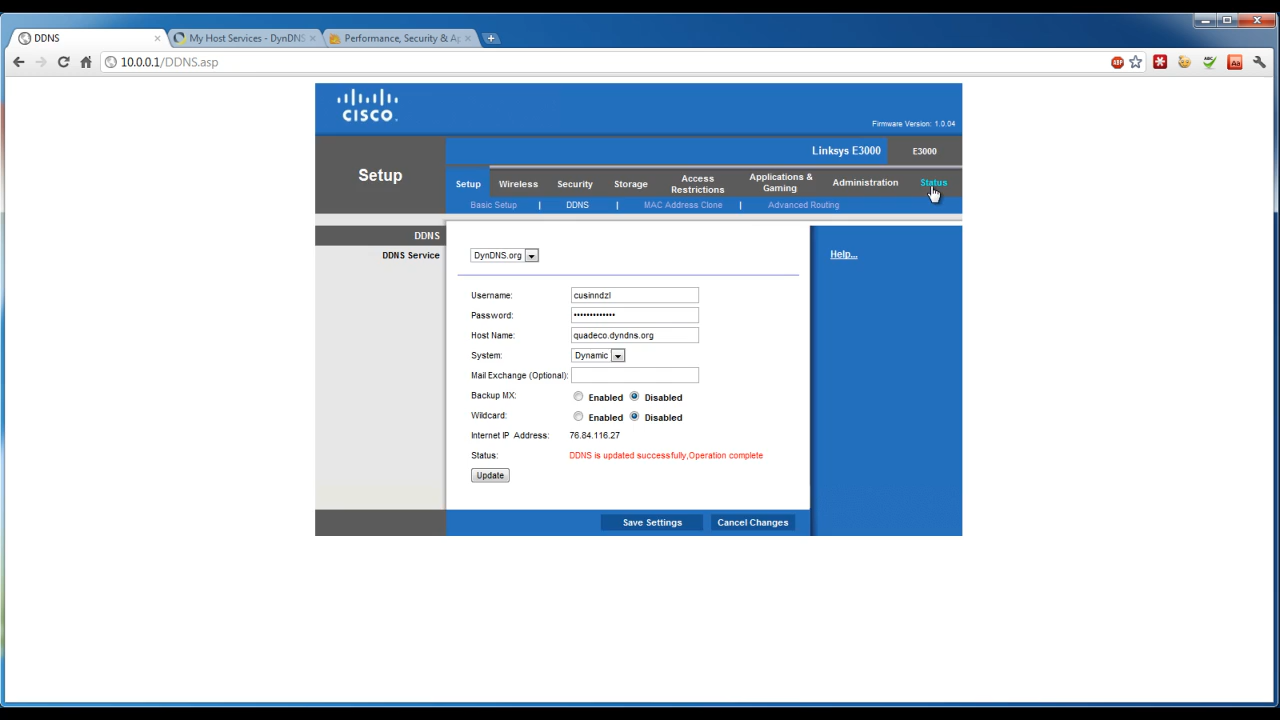 DDNS
My Host Services - DynDNS
Performance, Security & Ap
10.0.0.1/DDNS.asp
ABP
ABC
Aa
CISCO.
Firmware Version: 1.0.04
Linksys E3000
E3000
Setup
Setup
Wireless
Security
Storage
Access Restrictions
Applications & Gaming
Administration
Status
Basic Setup | DDNS | MAC Address Clone | Advanced Routing
DDNS
DDNS Service
DynDNS.org
Help...
Username: cusinndzl
Password: •••••••••••••
Host Name: quadeco.dyndns.org
System: Dynamic
Mail Exchange (Optional):
Backup MX: Enabled Disabled
Wildcard: Enabled Disabled
Internet IP Address: 76.84.116.27
Status: DDNS is updated successfully,Operation complete
Update
Save Settings Cancel Changes